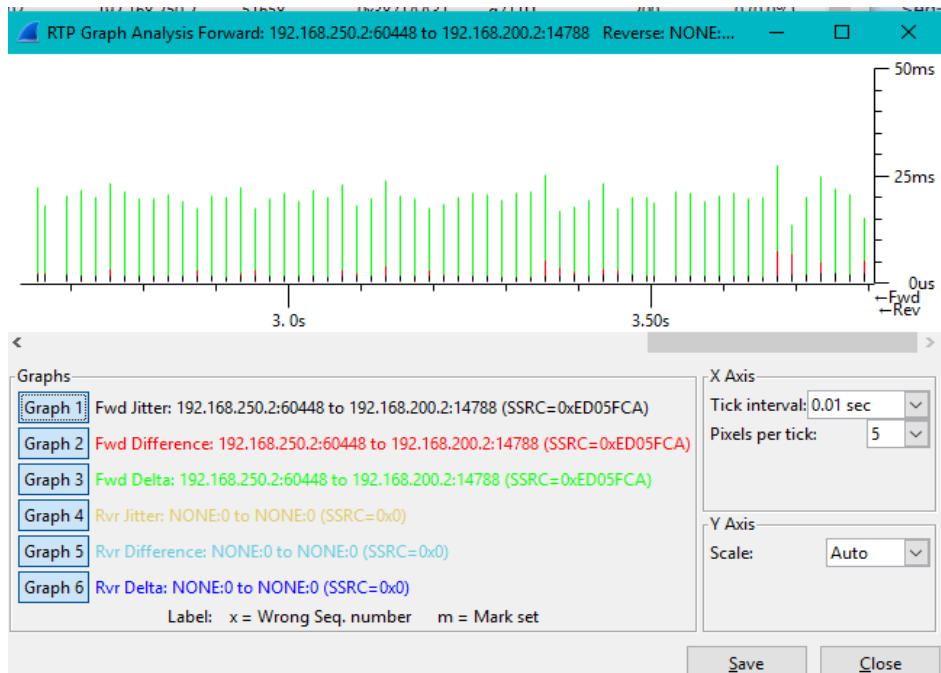 RTP Graph Analysis Forward: 192.168.250.2:60448 to 192.168.200.2:14788 Reverse: NONE:...
50ms
25ms
0us
←Fwd
←Rev
3. 0s
3.50s
Graphs
Graph 1 Fwd Jitter: 192.168.250.2:60448 to 192.168.200.2:14788 (SSRC=0xED05FCA)
Graph 2 Fwd Difference: 192.168.250.2:60448 to 192.168.200.2:14788 (SSRC=0xED05FCA)
Graph 3 Fwd Delta: 192.168.250.2:60448 to 192.168.200.2:14788 (SSRC=0xED05FCA)
Graph 4 Rvr Jitter: NONE:0 to NONE:0 (SSRC=0x0)
Graph 5 Rvr Difference: NONE:0 to NONE:0 (SSRC=0x0)
Graph 6 Rvr Delta: NONE:0 to NONE:0 (SSRC=0x0)
Label: x = Wrong Seq. number m = Mark set
X Axis
Tick interval: 0.01 sec
Pixels per tick: 5
Y Axis
Scale: Auto
Save
Close